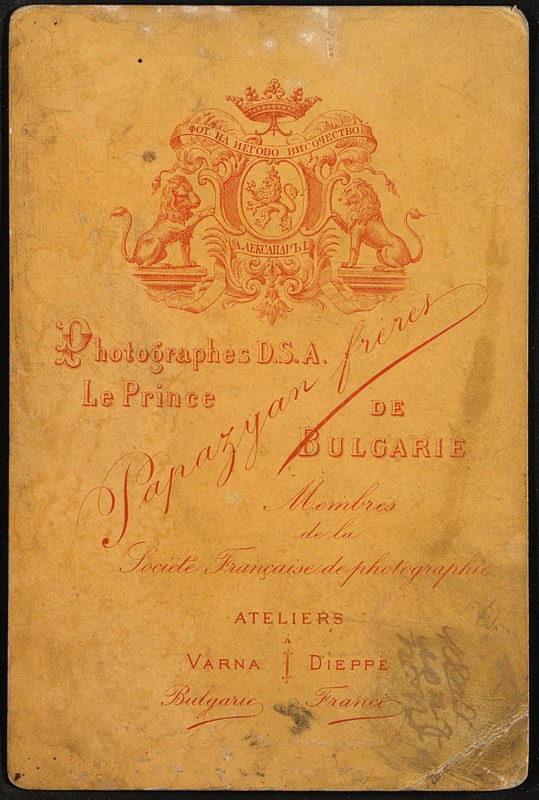 ФОТ. НА НЕГОВО ВИСОЧЕСТВО
А
АЛЕКСАНДРЪ I.
Photographes D.S.A.
Le Prince
DE
BULGARIE
Papazyan frères
Membres
de la
Société Française de photographie
ATELIERS
À
VARNA DIEPPE
Bulgarie France